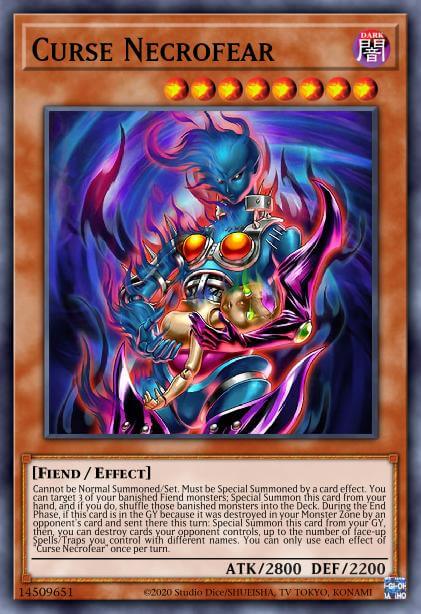 CURSE NECROFEAR
DARK
闇
[FIEND / EFFECT]
Cannot be Normal Summoned/Set. Must be Special Summoned by a card effect. You
can target 3 of your banished Fiend monsters; Special Summon this card from your
hand, and if you do, shuffle those banished monsters into the Deck. During the End
Phase, if this card is in the GY because it was destroyed in your Monster Zone by an
opponent's card and sent there this turn: Special Summon this card from your GY,
then, you can destroy cards your opponent controls, up to the number of face-up
Spells/Traps you control with different names. You can only use each effect of
"Curse Necrofear" once per turn.
ATK/2800 DEF/2200
14509651
©2020 Studio Dice/SHUEISHA, TV TOKYO, KONAMI